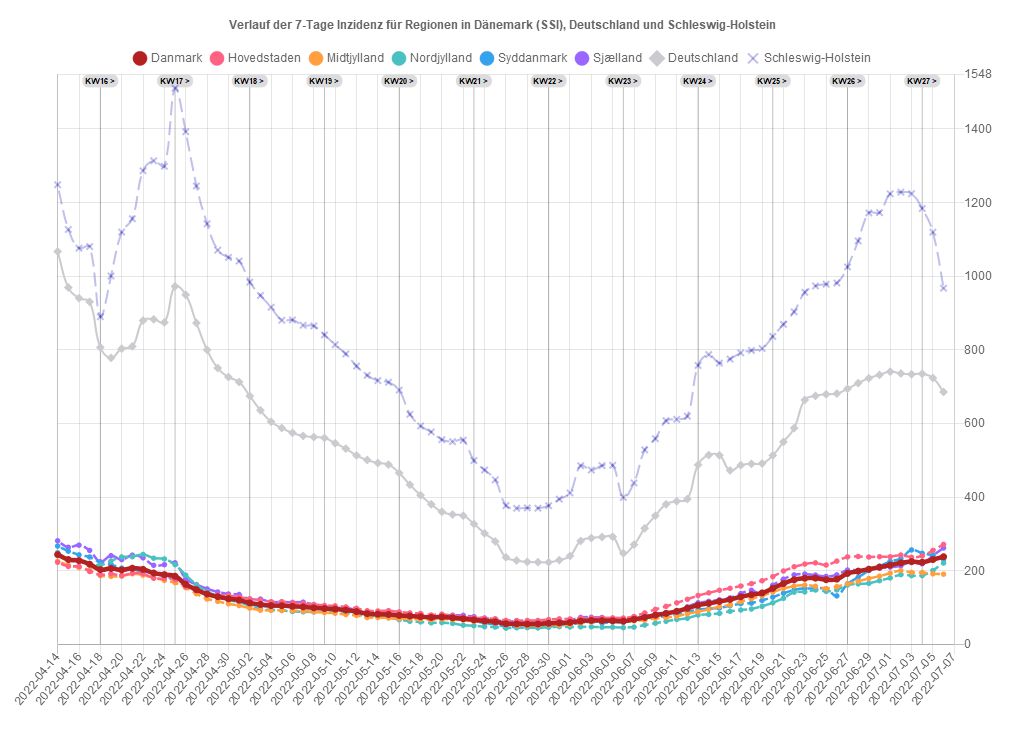 Verlauf der 7-Tage Inzidenz für Regionen in Dänemark (SSI), Deutschland und Schleswig-Holstein
Danmark Hovedstaden Midtjylland Nordjylland Syddanmark Sjælland Deutschland Schleswig-Holstein
KW16 > KW17 > KW18 > KW19 > KW20 > KW21 > KW22 > KW23 > KW24 > KW25 > KW26 > KW27 >
1548
1400
1200
1000
800
600
400
200
0
2022-04-14 2022-04-16 2022-04-18 2022-04-20 2022-04-22 2022-04-24 2022-04-26 2022-04-28 2022-04-30 2022-05-02 2022-05-04 2022-05-06 2022-05-08 2022-05-10 2022-05-12 2022-05-14 2022-05-16 2022-05-18 2022-05-20 2022-05-22 2022-05-24 2022-05-26 2022-05-28 2022-05-30 2022-06-01 2022-06-03 2022-06-05 2022-06-07 2022-06-09 2022-06-11 2022-06-13 2022-06-15 2022-06-17 2022-06-19 2022-06-21 2022-06-23 2022-06-25 2022-06-27 2022-06-29 2022-07-01 2022-07-03 2022-07-05 2022-07-07